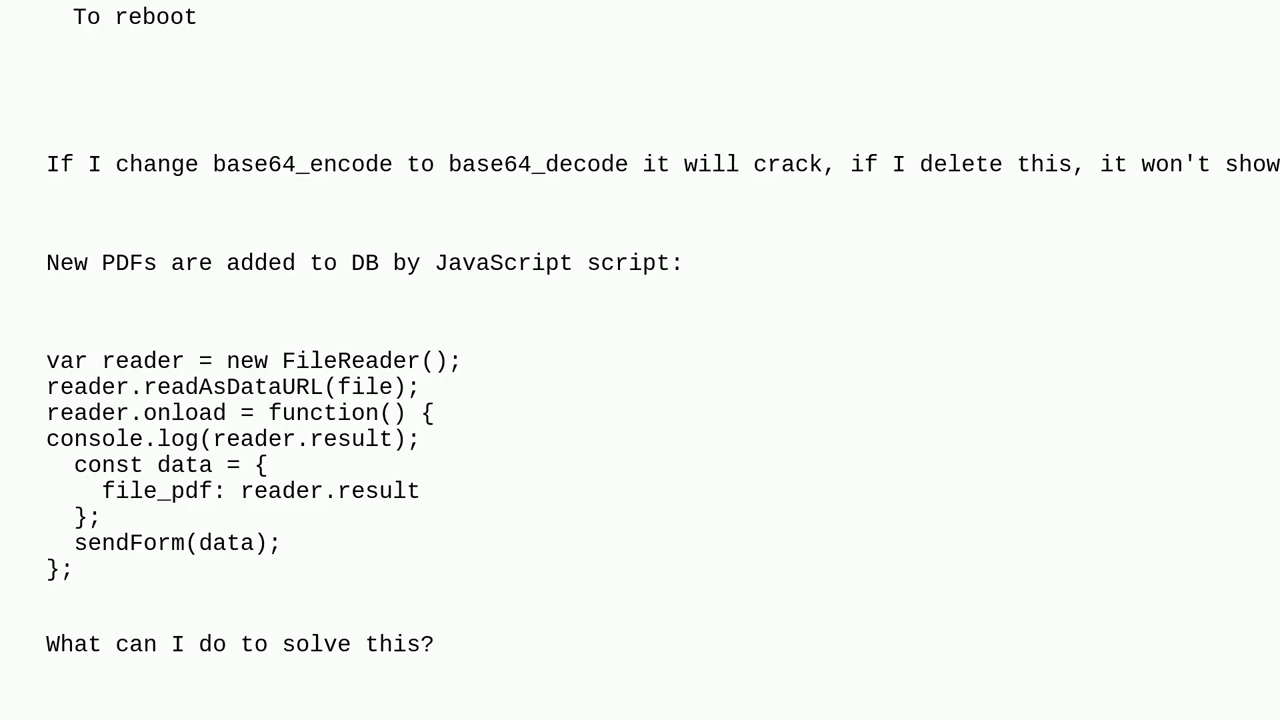 To reboot
If I change base64_encode to base64_decode it will crack, if I delete this, it won't show
New PDFs are added to DB by JavaScript script:
var reader = new FileReader();
reader.readAsDataURL(file);
reader.onload = function() {
console.log(reader.result);
  const data = {
    file_pdf: reader.result
  };
  sendForm(data);
};
What can I do to solve this?